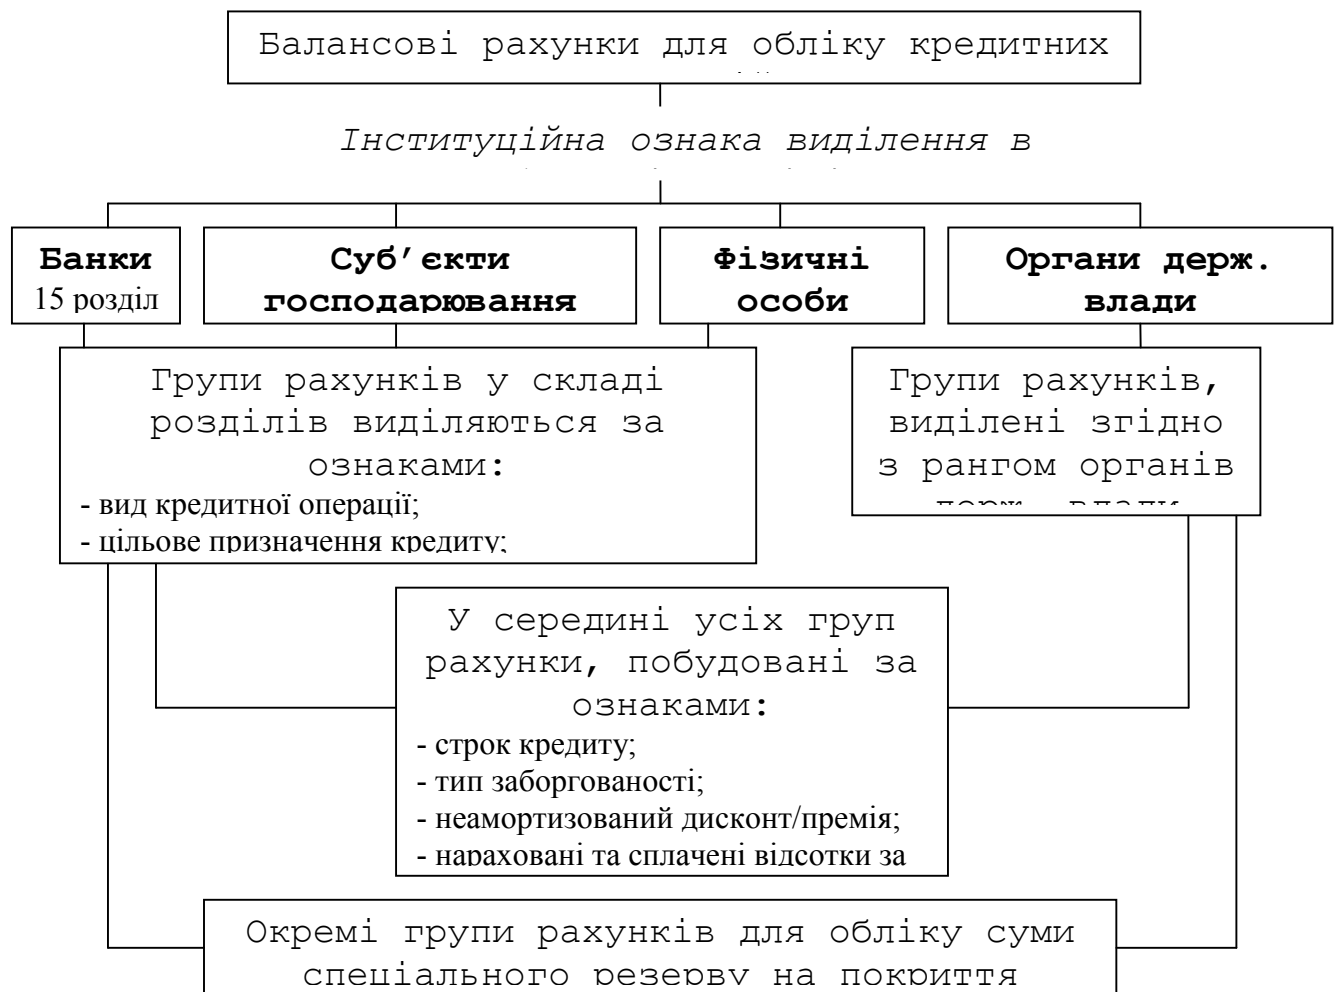 Балансові рахунки для обліку кредитних
Інституційна ознака виділення в
Банки
15 розділ
Суб’єкти
господарювання
Фізичні
особи
Органи держ.
влади
Групи рахунків у складі
розділів виділяються за
ознаками:
- вид кредитної операції;
- цільове призначення кредиту;
Групи рахунків,
виділені згідно
з рангом органів
держ. влади
У середині усіх груп
рахунки, побудовані за
ознаками:
- строк кредиту;
- тип заборгованості;
- неамортизований дисконт/премія;
- нараховані та сплачені відсотки за
Окремі групи рахунків для обліку суми
спеціального резерву на покриття